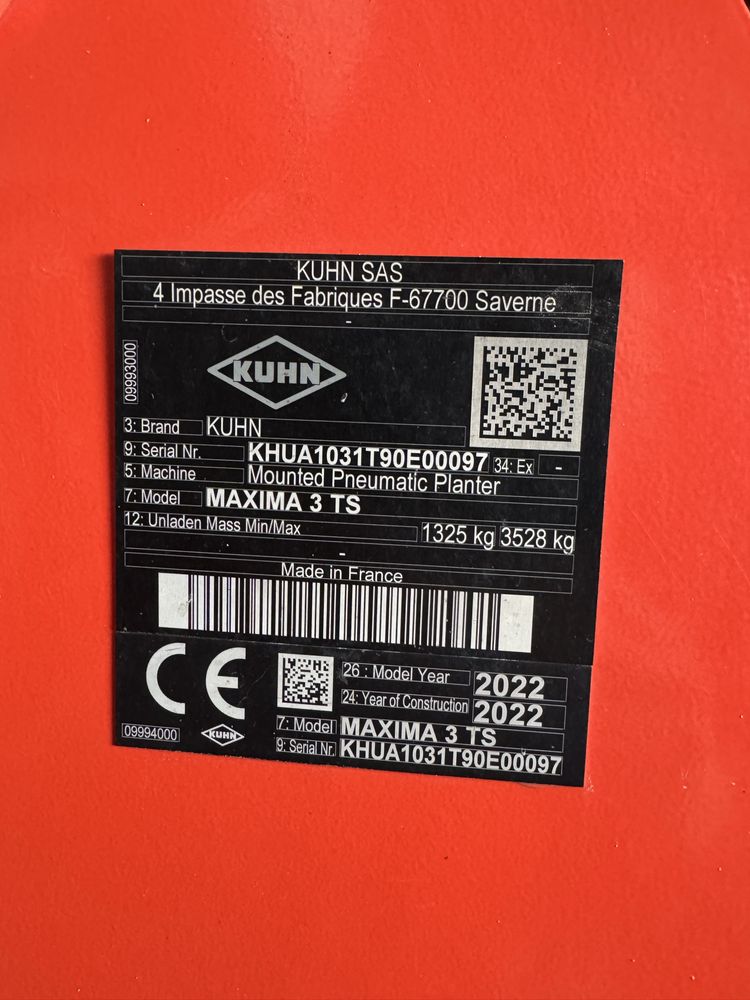 KUHN SAS
4 Impasse des Fabriques F-67700 Saverne
-
09993000
KUHN
3: Brand KUHN
9: Serial Nr. KHUA1031T90E00097 34: Ex -
5: Machine Mounted Pneumatic Planter
7: Model MAXIMA 3 TS
12: Unladen Mass Min/Max 1325 kg 3528 kg
-
Made in France
CE
26 : Model Year 2022
24: Year of Construction 2022
09994000 KUHN
7: Model MAXIMA 3 TS
9: Serial Nr. KHUA1031T90E00097